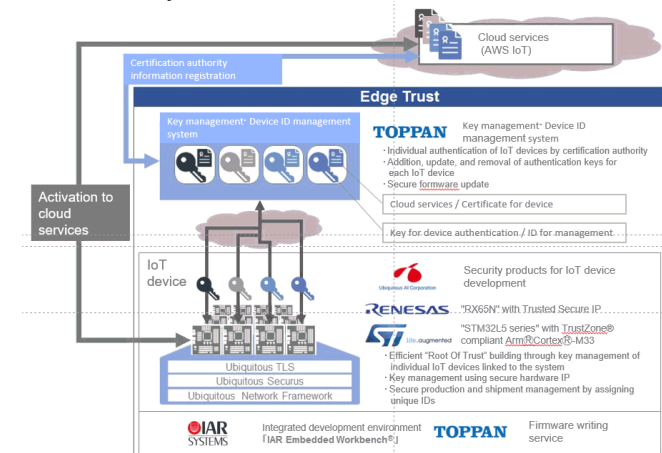 Cloud services
(AWS IoT)
Certification authority
information registration
Edge Trust
Key management· Device ID management
system
TOPPAN
Key management· Device ID
management system
・Individual authentication of IoT devices by certification authority
・Addition, update, and removal of authentication keys for
each IoT device
・Secure formware update
Cloud services / Certificate for device
Key for device authentication / ID for management
Activation to
cloud
services
IoT
device
Ubiquitous AI Corporation
Security products for IoT device
development
RENESAS
"RX65N" with Trusted Secure IP
ST life.augmented
"STM32L5 series" with TrustZone®
compliant ArmⓇCortexⓇ-M33
・Efficient "Root Of Trust" building through key management of
individual IoT devices linked to the system
・Key management using secure hardware IP
・Secure production and shipment management by assigning
unique IDs
Ubiquitous TLS
Ubiquitous Securus
Ubiquitous Network Framework
IAR
SYSTEMS
Integrated development environment
「IAR Embedded Workbench®」
TOPPAN
Firmware writing
service